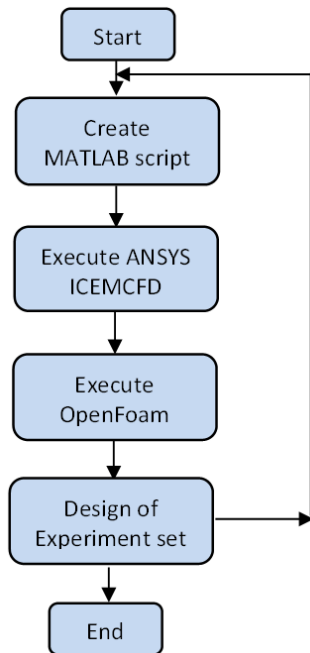 Start
Create
MATLAB script
Execute ANSYS
ICEMCFD
Execute
OpenFoam
Design of
Experiment set
End